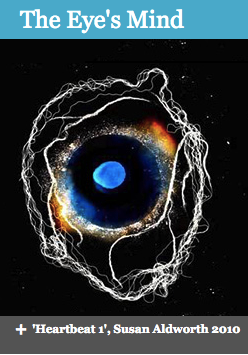 The Eye's Mind
+ 'Heartbeat 1', Susan Aldworth 2010